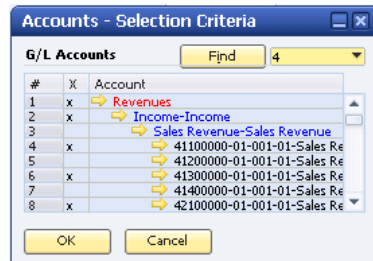 Accounts - Selection Criteria
G/L Accounts Find 4
# X Account
1 x Revenues
2 x Income-Income
3 Sales Revenue-Sales Revenue
4 x 41100000-01-001-01-Sales Re
5 41200000-01-001-01-Sales Re
6 x 41300000-01-001-01-Sales Re
7 41400000-01-001-01-Sales Re
8 x 42100000-01-001-01-Sales Re
OK Cancel